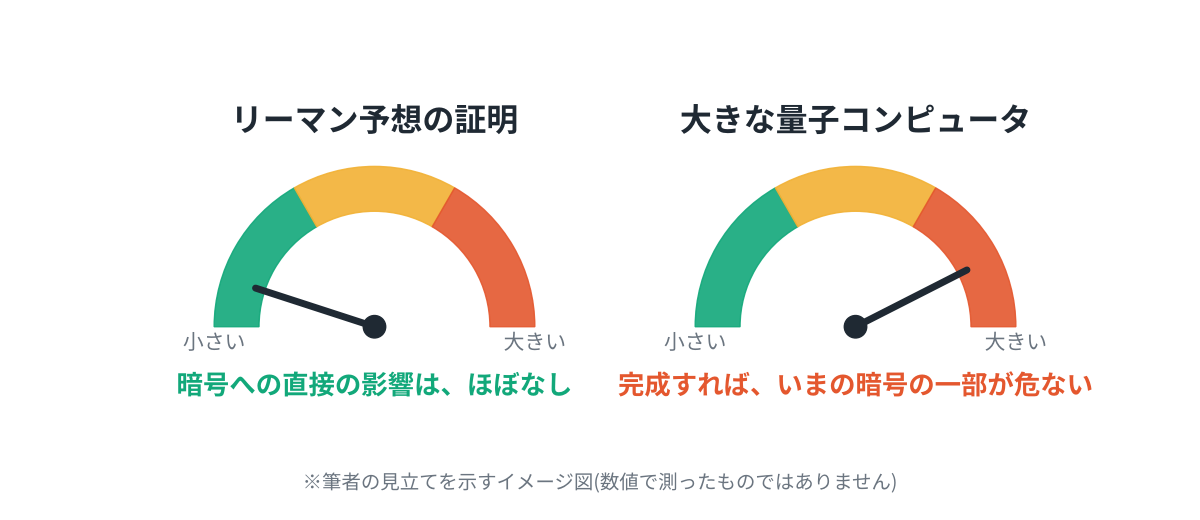 リーマン予想の証明
小さい
大きい
暗号への直接の影響は、ほぼなし
大きな量子コンピュータ
小さい
大きい
完成すれば、いまの暗号の一部が危ない
※筆者の見立てを示すイメージ図(数値で測ったものではありません)